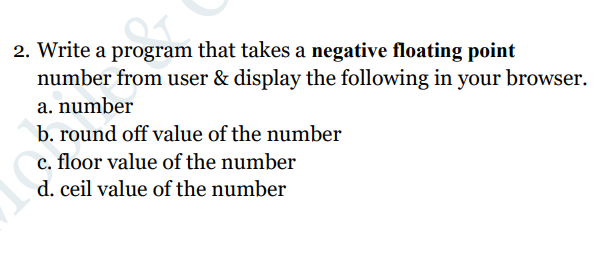 2. Write a program that takes a negative floating point
number from user & display the following in your browser.
a. number
b. round off value of the number
c. floor value of the number
d. ceil value of the number
Mobile &